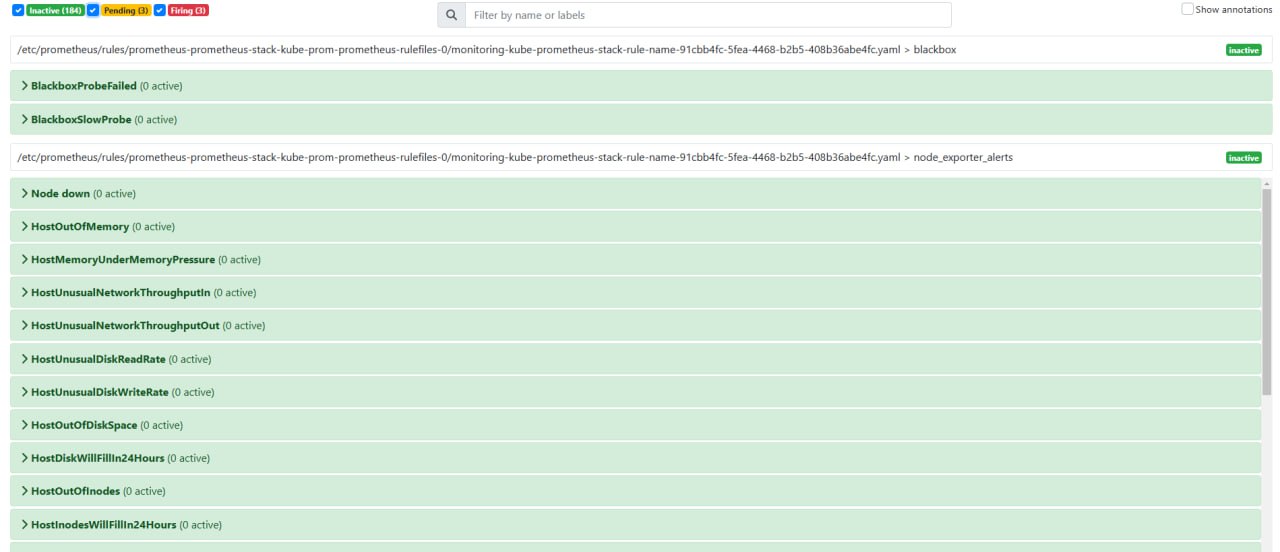 Inactive (184) Pending (3) Firing (3) Filter by name or labels Show annotations
/etc/prometheus/rules/prometheus-prometheus-stack-kube-prom-prometheus-rulefiles-0/monitoring-kube-prometheus-stack-rule-name-91cbb4fc-5fea-4468-b2b5-408b36abe4fc.yaml > blackbox inactive
BlackboxProbeFailed (0 active)
BlackboxSlowProbe (0 active)
/etc/prometheus/rules/prometheus-prometheus-stack-kube-prom-prometheus-rulefiles-0/monitoring-kube-prometheus-stack-rule-name-91cbb4fc-5fea-4468-b2b5-408b36abe4fc.yaml > node_exporter_alerts inactive
Node down (0 active)
HostOutOfMemory (0 active)
HostMemoryUnderMemoryPressure (0 active)
HostUnusualNetworkThroughputIn (0 active)
HostUnusualNetworkThroughputOut (0 active)
HostUnusualDiskReadRate (0 active)
HostUnusualDiskWriteRate (0 active)
HostOutOfDiskSpace (0 active)
HostDiskWillFillIn24Hours (0 active)
HostOutOfInodes (0 active)
HostInodesWillFillIn24Hours (0 active)